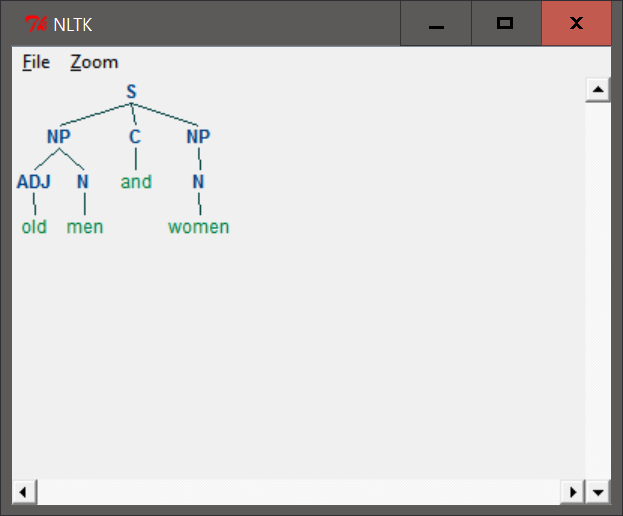 NLTK
File Zoom
S
NP C NP
ADJ N and N
old men women